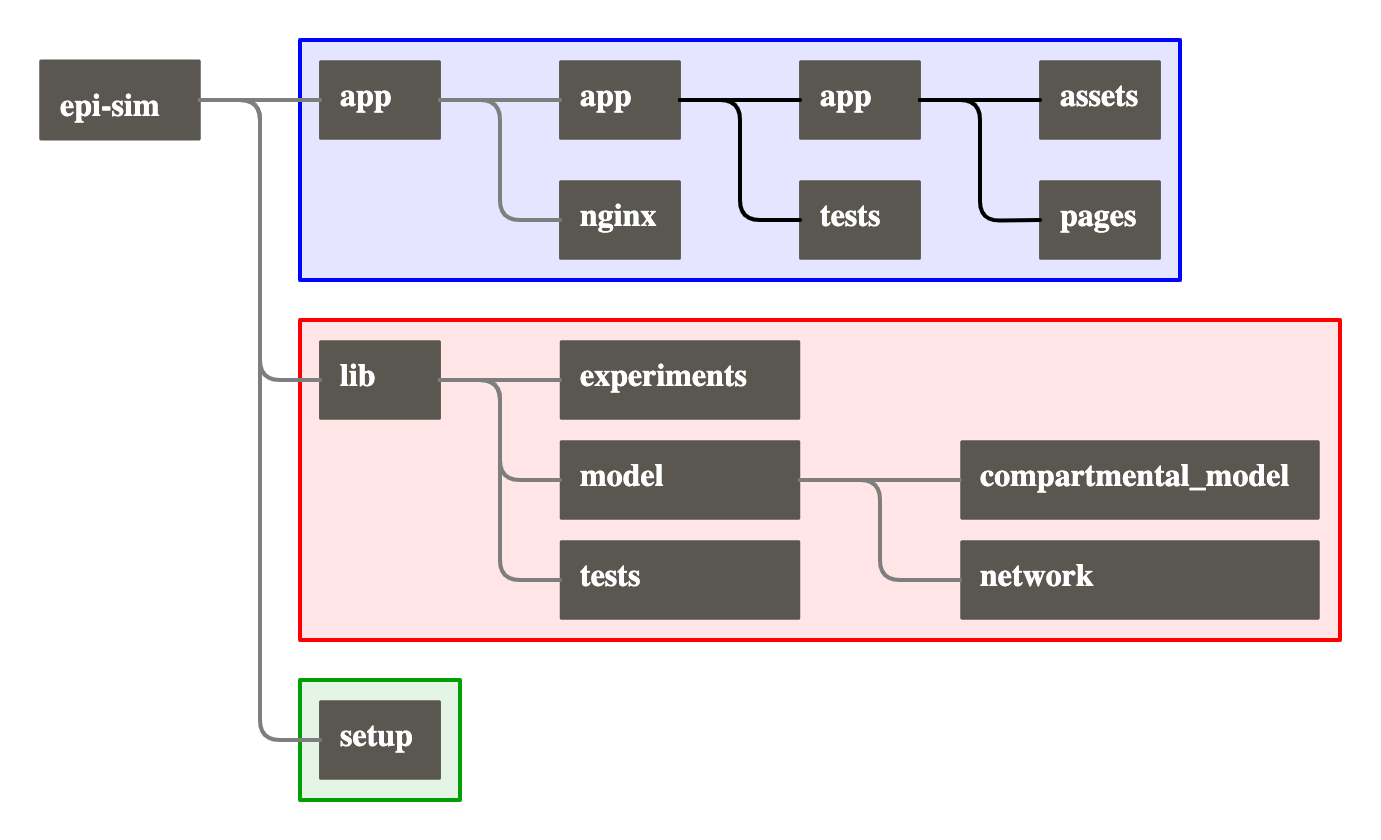 epi-sim
app
app
app
assets
nginx
tests
pages
lib
experiments
model
compartmental_model
tests
network
setup